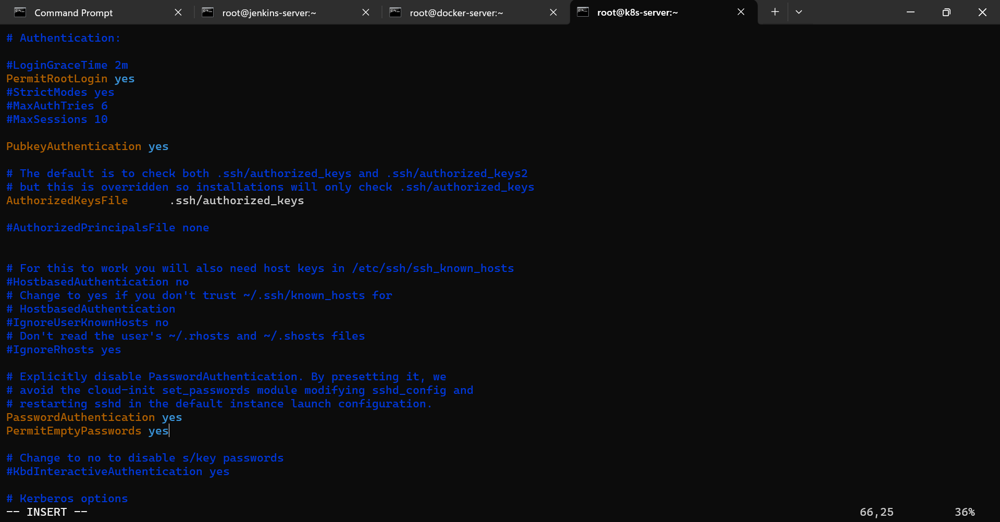 Command Prompt
root@jenkins-server:~
root@docker-server:~
root@k8s-server:~
# Authentication:
#LoginGraceTime 2m
PermitRootLogin yes
#StrictModes yes
#MaxAuthTries 6
#MaxSessions 10
PubkeyAuthentication yes
# The default is to check both .ssh/authorized_keys and .ssh/authorized_keys2
# but this is overridden so installations will only check .ssh/authorized_keys
AuthorizedKeysFile      .ssh/authorized_keys
#AuthorizedPrincipalsFile none
# For this to work you will also need host keys in /etc/ssh/ssh_known_hosts
#HostbasedAuthentication no
# Change to yes if you don't trust ~/.ssh/known_hosts for
# HostbasedAuthentication
#IgnoreUserKnownHosts no
# Don't read the user's ~/.rhosts and ~/.shosts files
#IgnoreRhosts yes
# Explicitly disable PasswordAuthentication. By presetting it, we
# avoid the cloud-init set_passwords module modifying sshd_config and
# restarting sshd in the default instance launch configuration.
PasswordAuthentication yes
PermitEmptyPasswords yes
# Change to no to disable s/key passwords
#KbdInteractiveAuthentication yes
# Kerberos options
-- INSERT --
66,25
36%